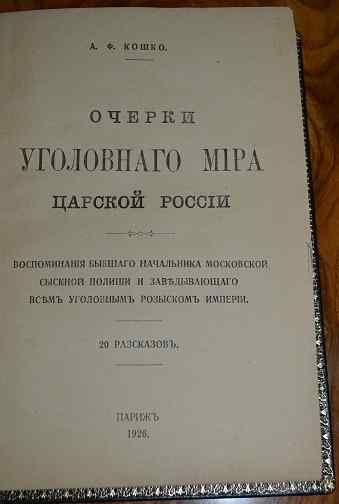 А. Ф. КОШКО.
ОЧЕРКИ
УГОЛОВНАГО МІРА
ЦАРСКОЙ РОССІИ
ВОСПОМИНАНІЯ БЫВШАГО НАЧАЛЬНИКА МОСКОВСКОЙ
СЫСКНОЙ ПОЛИЦІИ И ЗАВѢДЫВАЮЩАГО
ВСѢМЪ УГОЛОВНЫМЪ РОЗЫСКОМЪ ИМПЕРІИ.
20 РАЗСКАЗОВЪ.
ПАРИЖЪ
1926.